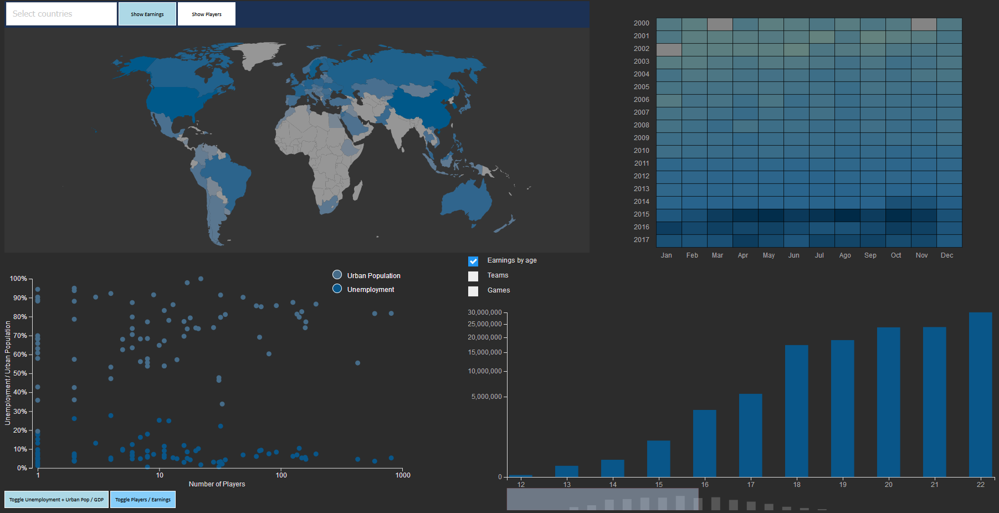 Select countries
Show Earnings
Show Players
2000
2001
2002
2003
2004
2005
2006
2007
2008
2009
2010
2011
2012
2013
2014
2015
2016
2017
Jan Feb Mar Apr May Jun Jul Ago Sep Oct Nov Dec
Urban Population
Unemployment
Unemployment / Urban Population
100%
90%
80%
70%
60%
50%
40%
30%
20%
10%
0%
1 10 100 1000
Number of Players
Toggle Unemployment + Urban Pop / GDP
Toggle Players / Earnings
Earnings by age
Teams
Games
30,000,000
25,000,000
20,000,000
15,000,000
10,000,000
5,000,000
0
12 13 14 15 16 17 18 19 20 21 22